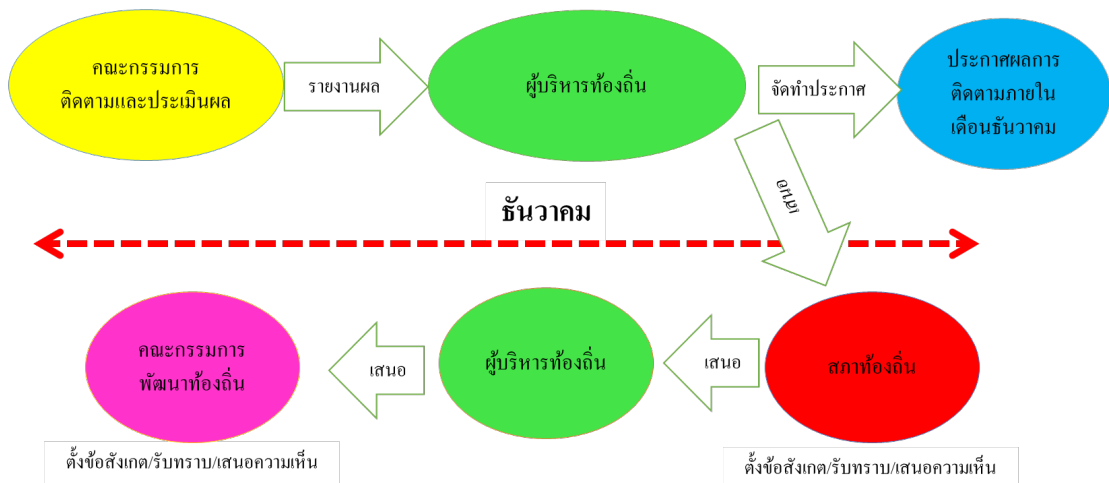 คณะกรรมการ
ติดตามและประเมินผล
รายงานผล
ผู้บริหารท้องถิ่น
จัดทำประกาศ
ประกาศผลการ
ติดตามภายใน
เดือนธันวาคม
เสนอ
ธันวาคม
คณะกรรมการ
พัฒนาท้องถิ่น
เสนอ
ผู้บริหารท้องถิ่น
เสนอ
สภาท้องถิ่น
ตั้งข้อสังเกต/รับทราบ/เสนอความเห็น
ตั้งข้อสังเกต/รับทราบ/เสนอความเห็น